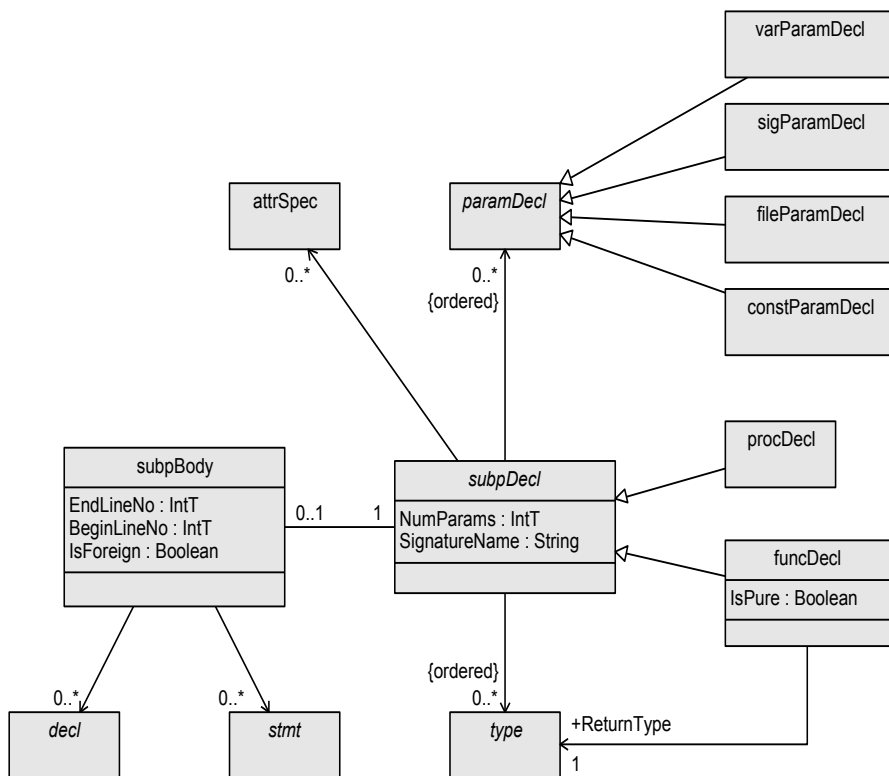 varParamDecl
sigParamDecl
attrSpec
paramDecl
fileParamDecl
0..*
0..*
{ordered}
constParamDecl
procDecl
subpBody
subpDecl
EndLineNo : IntT
BeginLineNo : IntT
IsForeign : Boolean
0..1
1
NumParams : IntT
SignatureName : String
funcDecl
IsPure : Boolean
{ordered}
0..*
0..*
0..*
+ReturnType
decl
stmt
type
1